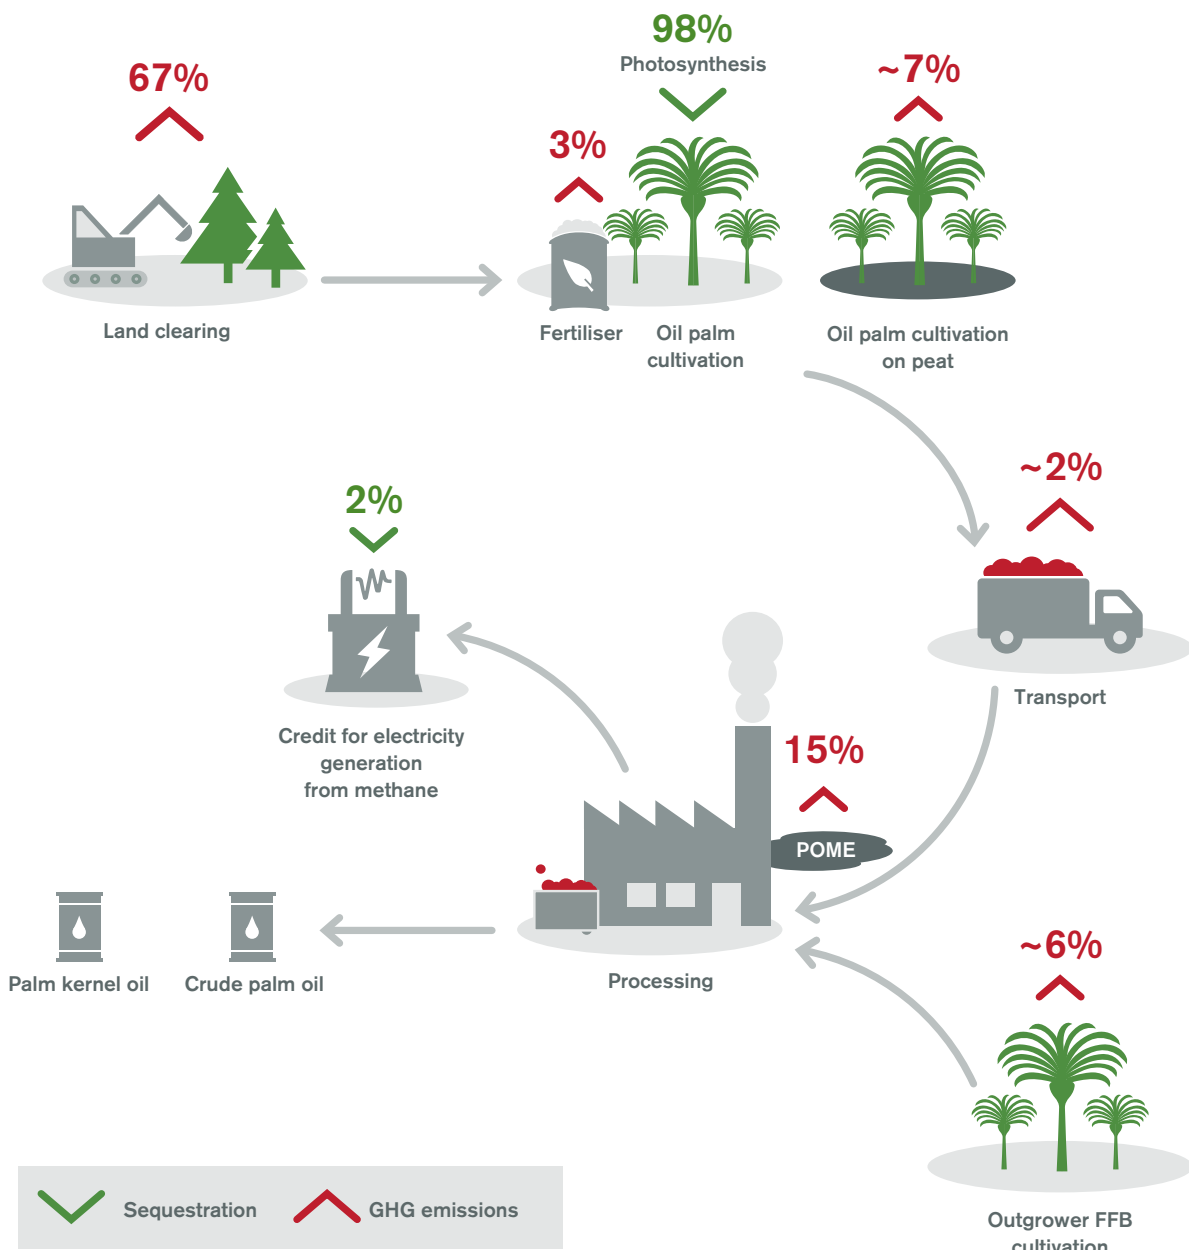 98%
Photosynthesis
67%
~7%
3%
Land clearing
Fertiliser
Oil palm
cultivation
Oil palm cultivation
on peat
~2%
2%
Transport
Credit for electricity
generation
from methane
15%
POME
~6%
Palm kernel oil
Crude palm oil
Processing
Sequestration
GHG emissions
Outgrower FFB
cultivation